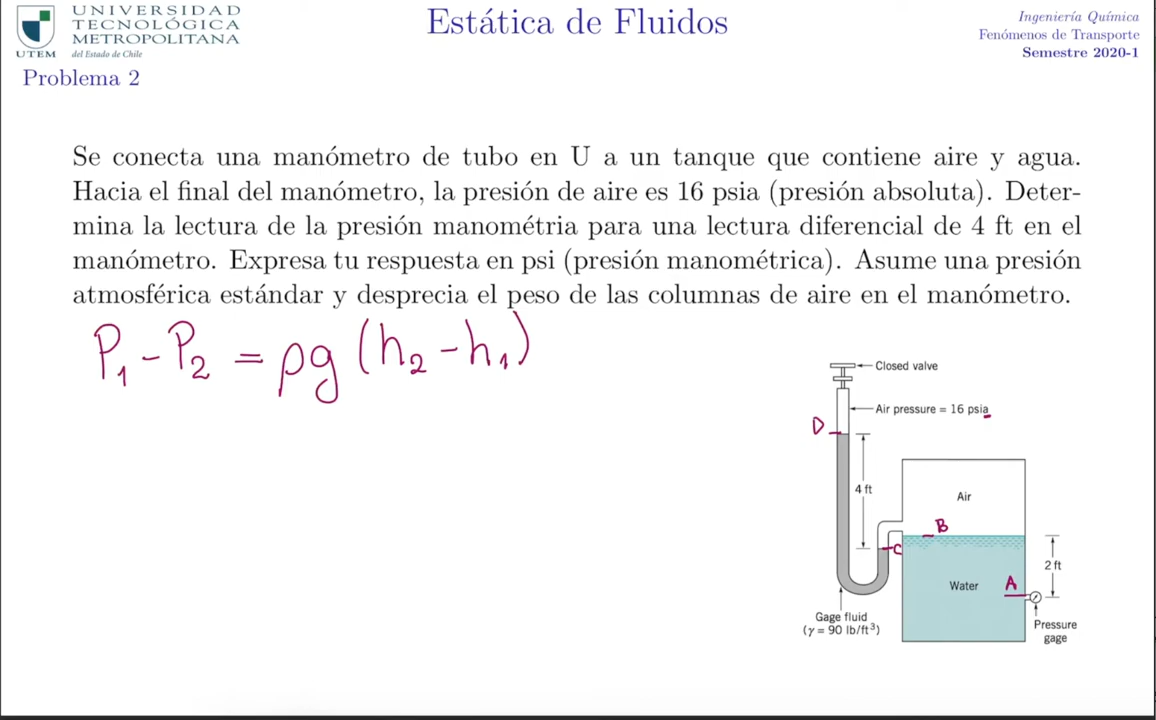 UNIVERSIDAD
TECNOLÓGICA
METROPOLITANA
UTEM del Estado de Chile
Estática de Fluidos
Ingeniería Química
Fenómenos de Transporte
Semestre 2020-1
Problema 2
Se conecta una manómetro de tubo en U a un tanque que contiene aire y agua.
Hacia el final del manómetro, la presión de aire es 16 psia (presión absoluta). Deter-
mina la lectura de la presión manométria para una lectura diferencial de 4 ft en el
manómetro. Expresa tu respuesta en psi (presión manométrica). Asume una presión
atmosférica estándar y desprecia el peso de las columnas de aire en el manómetro.
P₁ - P₂ = ρg (h₂ - h₁)
Closed valve
Air pressure = 16 psia
D
4 ft
Air
B
C
2 ft
Water
A
Gage fluid
(γ = 90 lb/ft³)
Pressure
gage